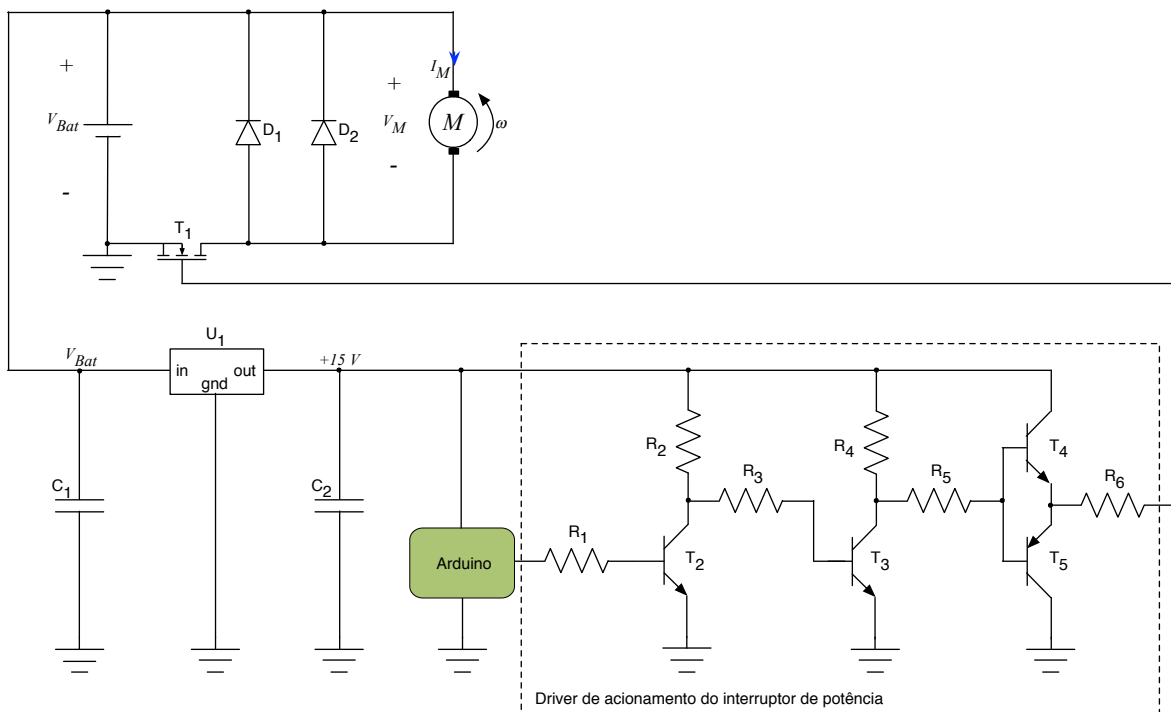 +
V_Bat
-
D1
D2
+
V_M
-
I_M
M
ω
T1
V_Bat
U1
in
out
gnd
+15 V
C1
C2
Arduino
R1
R2
R3
R4
R5
R6
T2
T3
T4
T5
Driver de acionamento do interruptor de potência